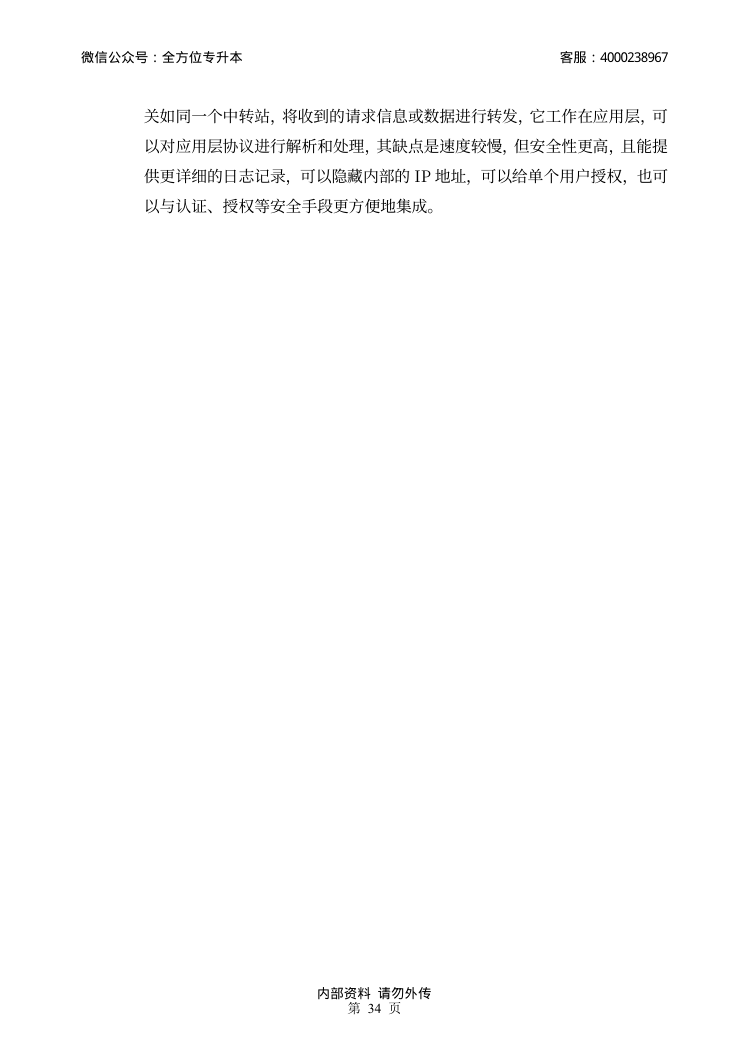 微信公众号：全方位专升本 客服：4000238967
关如同一个中转站，将收到的请求信息或数据进行转发，它工作在应用层，可
以对应用层协议进行解析和处理，其缺点是速度较慢，但安全性更高，且能提
供更详细的日志记录，可以隐藏内部的 IP 地址，可以给单个用户授权，也可
以与认证、授权等安全手段更方便地集成。
内部资料 请勿外传
第 34 页